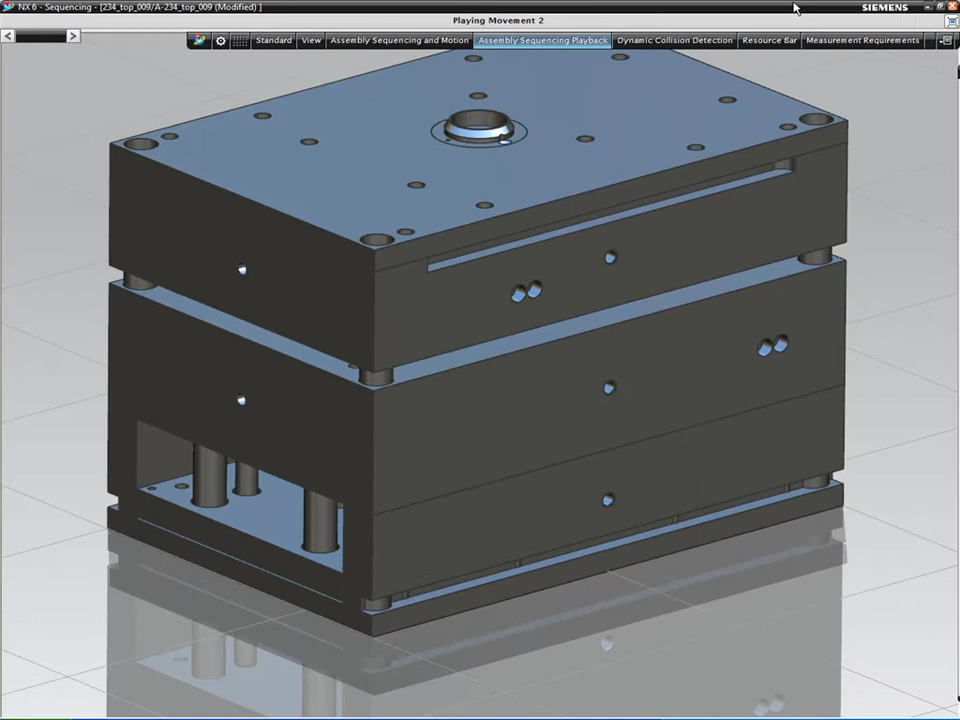 NX 6 - Sequencing - [234_top_009/A-234_top_009 (Modified) ]
SIEMENS
Playing Movement 2
Standard View Assembly Sequencing and Motion Assembly Sequencing Playback Dynamic Collision Detection Resource Bar Measurement Requirements